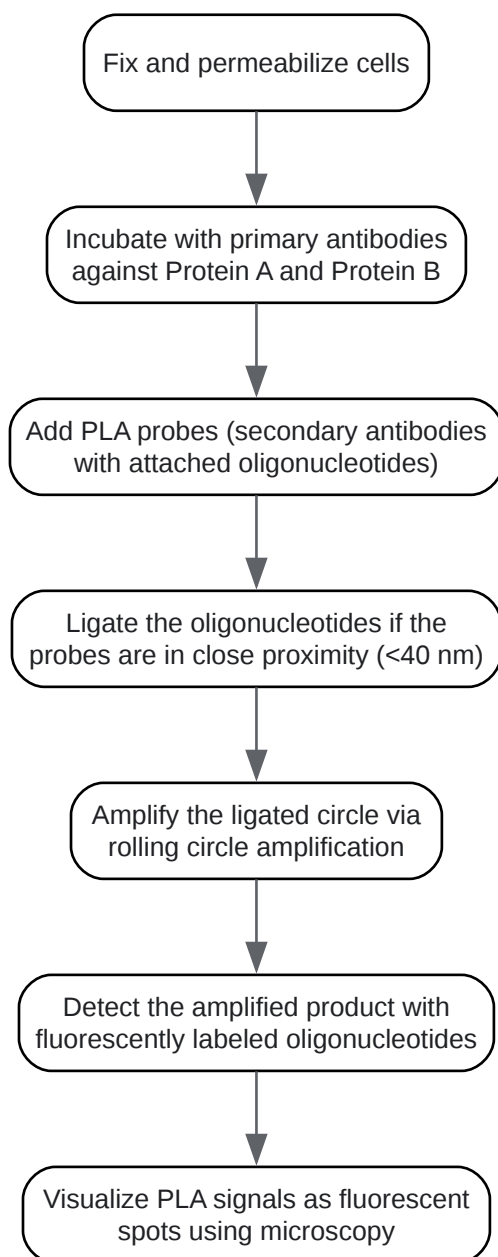 Fix and permeabilize cells
Incubate with primary antibodies
against Protein A and Protein B
Add PLA probes (secondary antibodies
with attached oligonucleotides)
Ligate the oligonucleotides if the
probes are in close proximity (<40 nm)
Amplify the ligated circle via
rolling circle amplification
Detect the amplified product with
fluorescently labeled oligonucleotides
Visualize PLA signals as fluorescent
spots using microscopy